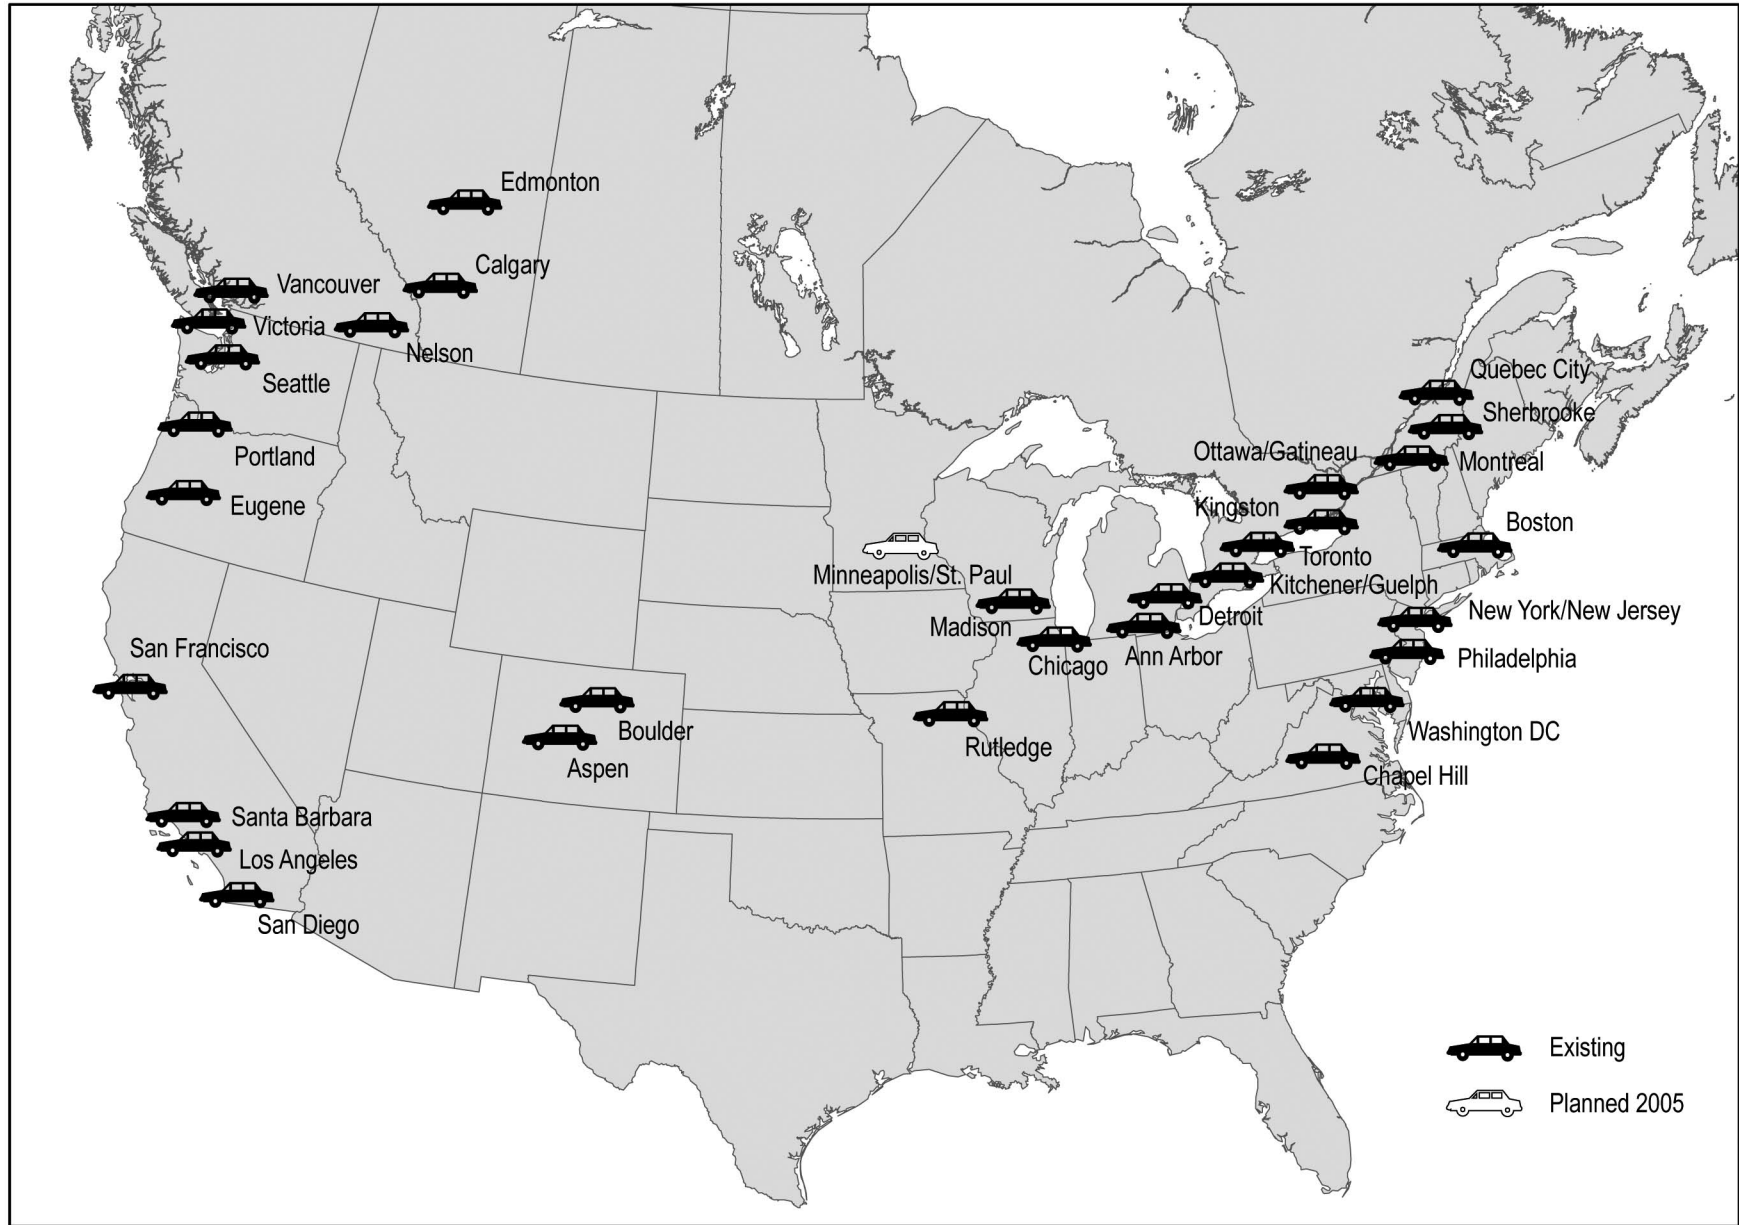 Edmonton
Calgary
Vancouver
Victoria
Nelson
Seattle
Portland
Eugene
Quebec City
Sherbrooke
Ottawa/Gatineau
Montreal
Kingston
Boston
Toronto
Minneapolis/St. Paul
Kitchener/Guelph
New York/New Jersey
Detroit
Madison
Ann Arbor
Chicago
Philadelphia
San Francisco
Boulder
Washington DC
Rutledge
Aspen
Chapel Hill
Santa Barbara
Los Angeles
San Diego
Existing
Planned 2005